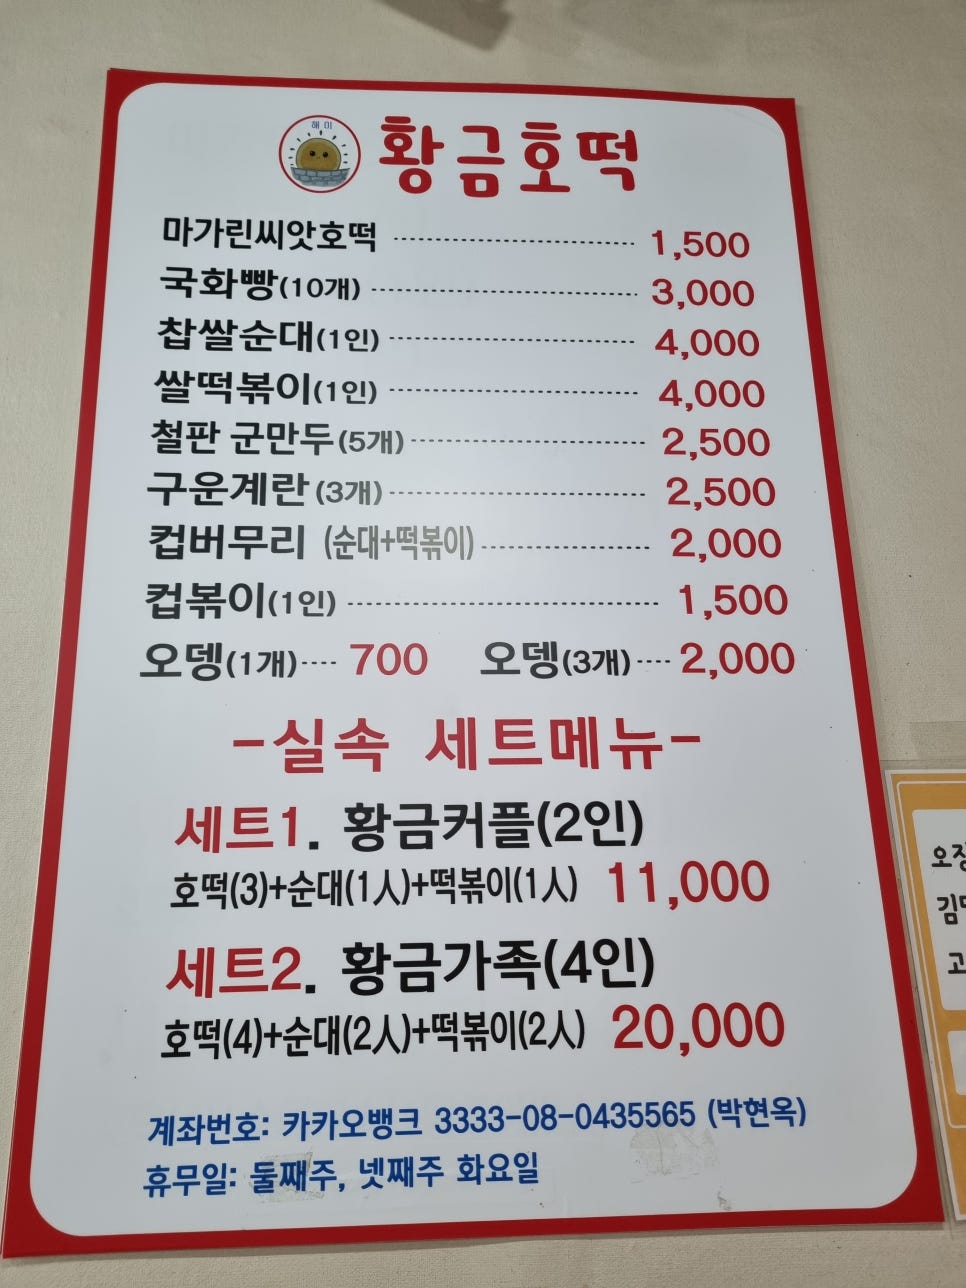 해미
황금호떡
마가린씨앗호떡 1,500
국화빵(10개) 3,000
찹쌀순대(1인) 4,000
쌀떡볶이(1인) 4,000
철판 군만두(5개) 2,500
구운계란(3개) 2,500
컵버무리 (순대+떡볶이) 2,000
컵볶이(1인) 1,500
오뎅(1개) 700 오뎅(3개) 2,000
-실속 세트메뉴-
세트1. 황금커플(2인)
호떡(3)+순대(1人)+떡볶이(1人) 11,000
세트2. 황금가족(4인)
호떡(4)+순대(2人)+떡볶이(2人) 20,000
계좌번호: 카카오뱅크 3333-08-0435565 (박현옥)
휴무일: 둘째주, 넷째주 화요일